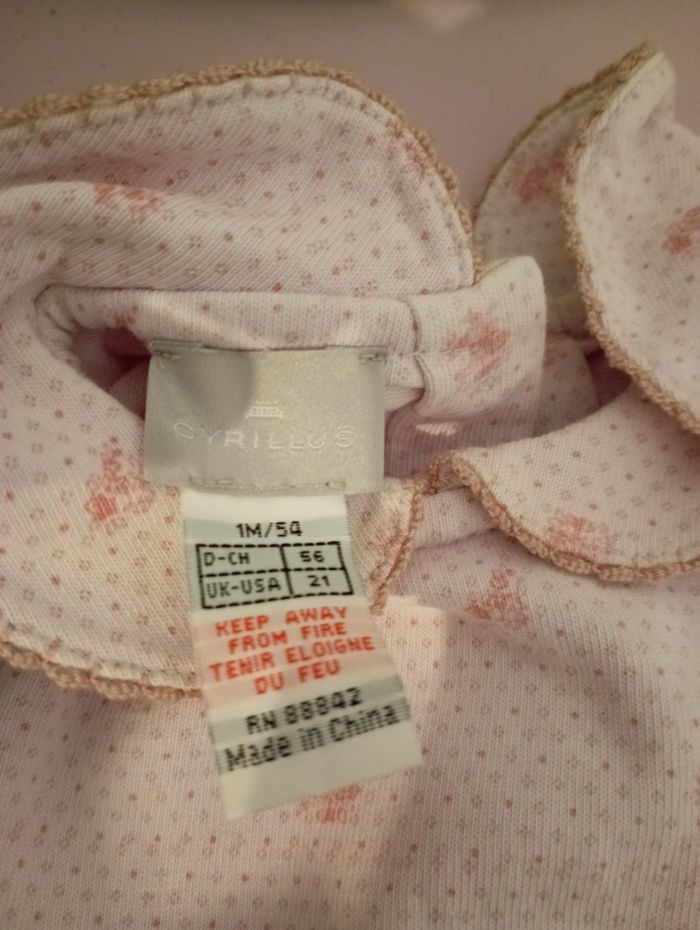 CYRILLUS
1M/54
D-CH 56
UK-USA 21
KEEP AWAY
FROM FIRE
TENIR ELOIGNE
DU FEU
RN 88842
Made in China